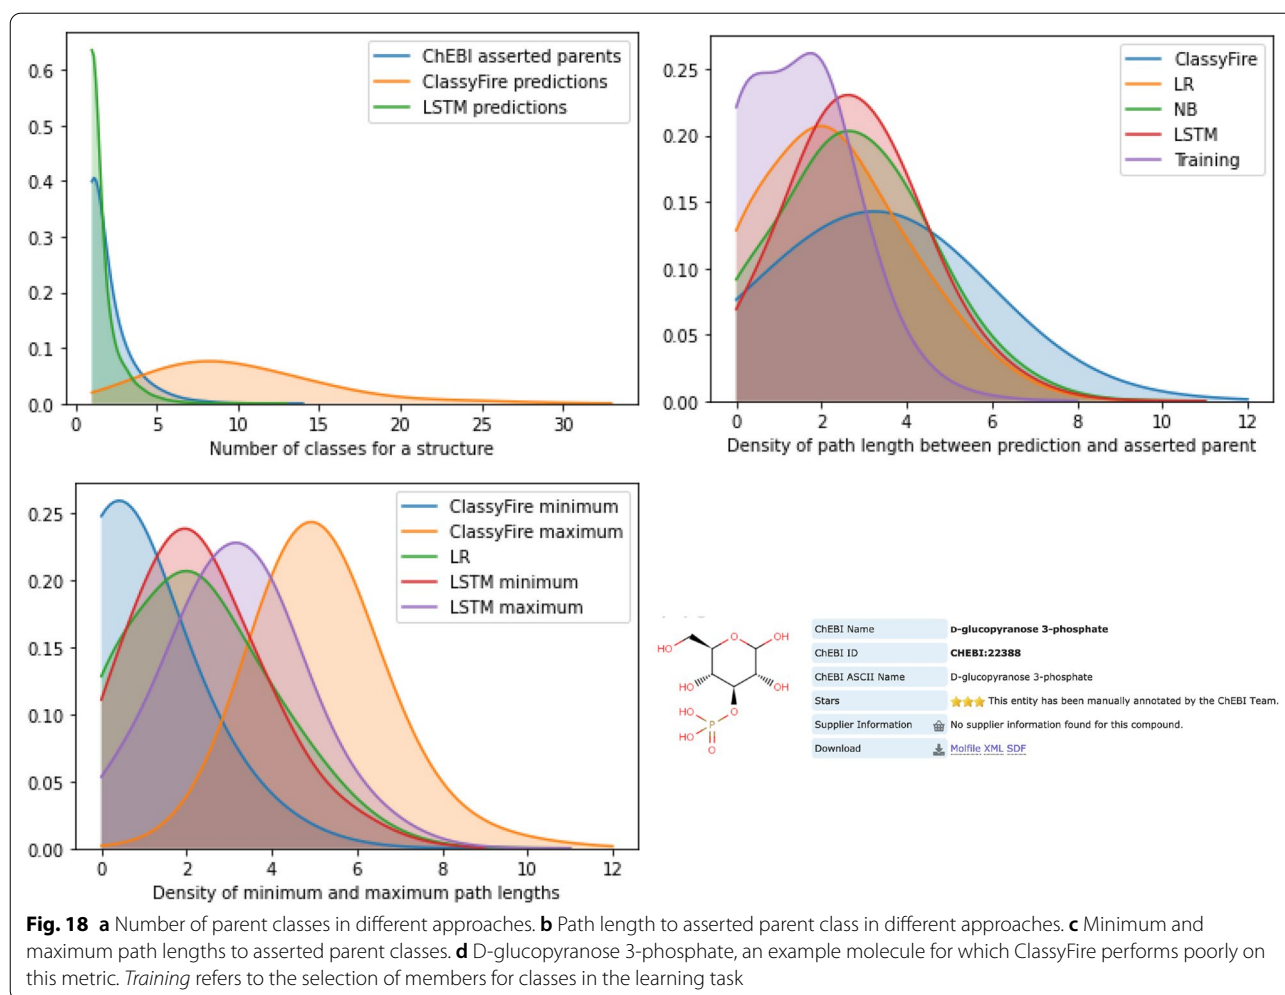 0.6
0.5
0.4
0.3
0.2
0.1
0.0
0 5 10 15 20 25 30
Number of classes for a structure
ChEBI asserted parents
ClassyFire predictions
LSTM predictions
0.25
0.20
0.15
0.10
0.05
0.00
0 2 4 6 8 10 12
Density of path length between prediction and asserted parent
ClassyFire
LR
NB
LSTM
Training
0.25
0.20
0.15
0.10
0.05
0.00
0 2 4 6 8 10 12
Density of minimum and maximum path lengths
ClassyFire minimum
ClassyFire maximum
LR
LSTM minimum
LSTM maximum
HO
O
OH
HO
OH
O
HO
P
HO
O
ChEBI Name D-glucopyranose 3-phosphate
ChEBI ID CHEBI:22388
ChEBI ASCII Name D-glucopyranose 3-phosphate
Stars This entity has been manually annotated by the ChEBI Team.
Supplier Information No supplier information found for this compound.
Download Molfile XML SDF
Fig. 18 a Number of parent classes in different approaches. b Path length to asserted parent class in different approaches. c Minimum and
maximum path lengths to asserted parent classes. d D-glucopyranose 3-phosphate, an example molecule for which ClassyFire performs poorly on
this metric. Training refers to the selection of members for classes in the learning task